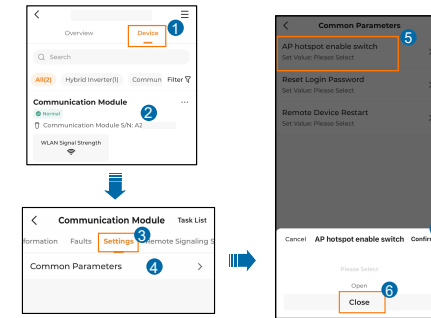 Overview Device 1
Search
All(2) Hybrid Inverter(1) Commun Filter
Communication Module ...
Normal 2
Communication Module S/N: A2
WLAN Signal Strength
Communication Module Task List
formation Faults Settings 3 Remote Signaling S
Common Parameters 4
Common Parameters
5
AP hotspot enable switch
Set Value: Please Select
Reset Login Password
Set Value: Please Select
Remote Device Restart
Set Value: Please Select
Cancel AP hotspot enable switch Confirm
Please Select
Open
6
Close